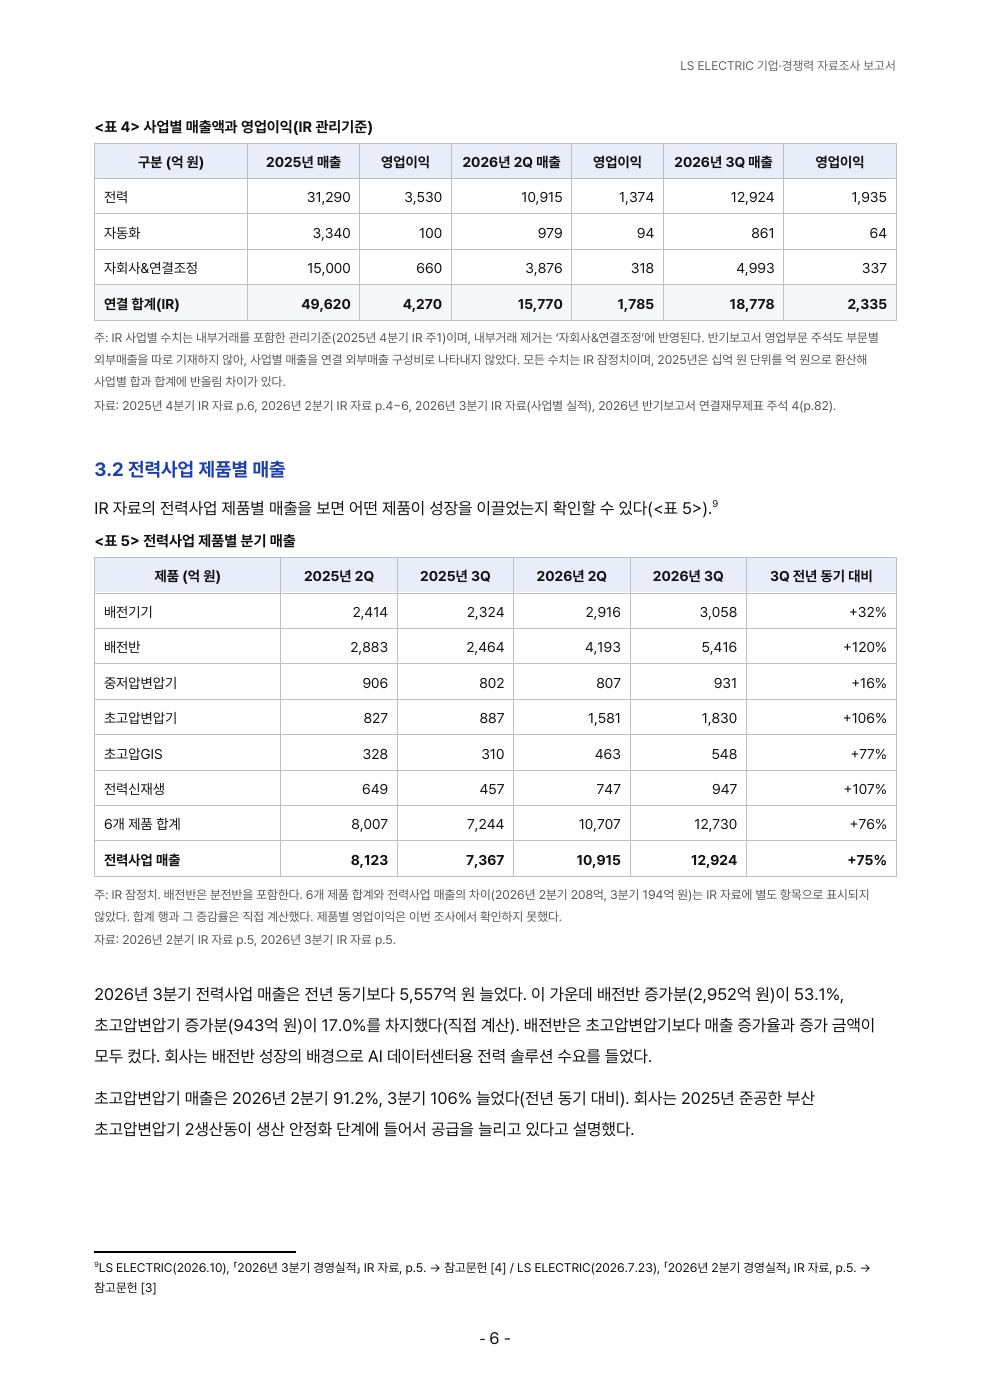 LS ELECTRIC 기업·경쟁력 자료조사 보고서
<표 4> 사업별 매출액과 영업이익(IR 관리기준)
구분 (억 원) 2025년 매출 영업이익 2026년 2Q 매출 영업이익 2026년 3Q 매출 영업이익
전력 31,290 3,530 10,915 1,374 12,924 1,935
자동화 3,340 100 979 94 861 64
자회사&연결조정 15,000 660 3,876 318 4,993 337
연결 합계(IR) 49,620 4,270 15,770 1,785 18,778 2,335
주: IR 사업별 수치는 내부거래를 포함한 관리기준(2025년 4분기 IR 주1)이며, 내부거래 제거는 ‘자회사&연결조정’에 반영된다. 반기보고서 영업부문 주석도 부문별
외부매출을 따로 기재하지 않아, 사업별 매출을 연결 외부매출 구성비로 나타내지 않았다. 모든 수치는 IR 잠정치이며, 2025년은 십억 원 단위를 억 원으로 환산해
사업별 합과 합계에 반올림 차이가 있다.
자료: 2025년 4분기 IR 자료 p.6, 2026년 2분기 IR 자료 p.4~6, 2026년 3분기 IR 자료(사업별 실적), 2026년 반기보고서 연결재무제표 주석 4(p.82).
3.2 전력사업 제품별 매출
IR 자료의 전력사업 제품별 매출을 보면 어떤 제품이 성장을 이끌었는지 확인할 수 있다(<표 5>).⁹
<표 5> 전력사업 제품별 분기 매출
제품 (억 원) 2025년 2Q 2025년 3Q 2026년 2Q 2026년 3Q 3Q 전년 동기 대비
배전기기 2,414 2,324 2,916 3,058 +32%
배전반 2,883 2,464 4,193 5,416 +120%
중저압변압기 906 802 807 931 +16%
초고압변압기 827 887 1,581 1,830 +106%
초고압GIS 328 310 463 548 +77%
전력신재생 649 457 747 947 +107%
6개 제품 합계 8,007 7,244 10,707 12,730 +76%
전력사업 매출 8,123 7,367 10,915 12,924 +75%
주: IR 잠정치. 배전반은 분전반을 포함한다. 6개 제품 합계와 전력사업 매출의 차이(2026년 2분기 208억, 3분기 194억 원)는 IR 자료에 별도 항목으로 표시되지
않았다. 합계 행과 그 증감률은 직접 계산했다. 제품별 영업이익은 이번 조사에서 확인하지 못했다.
자료: 2026년 2분기 IR 자료 p.5, 2026년 3분기 IR 자료 p.5.
2026년 3분기 전력사업 매출은 전년 동기보다 5,557억 원 늘었다. 이 가운데 배전반 증가분(2,952억 원)이 53.1%,
초고압변압기 증가분(943억 원)이 17.0%를 차지했다(직접 계산). 배전반은 초고압변압기보다 매출 증가율과 증가 금액이
모두 컸다. 회사는 배전반 성장의 배경으로 AI 데이터센터용 전력 솔루션 수요를 들었다.
초고압변압기 매출은 2026년 2분기 91.2%, 3분기 106% 늘었다(전년 동기 대비). 회사는 2025년 준공한 부산
초고압변압기 2생산동이 생산 안정화 단계에 들어서 공급을 늘리고 있다고 설명했다.
⁹LS ELECTRIC(2026.10), 「2026년 3분기 경영실적」 IR 자료, p.5. → 참고문헌 [4] / LS ELECTRIC(2026.7.23), 「2026년 2분기 경영실적」 IR 자료, p.5. →
참고문헌 [3]
- 6 -